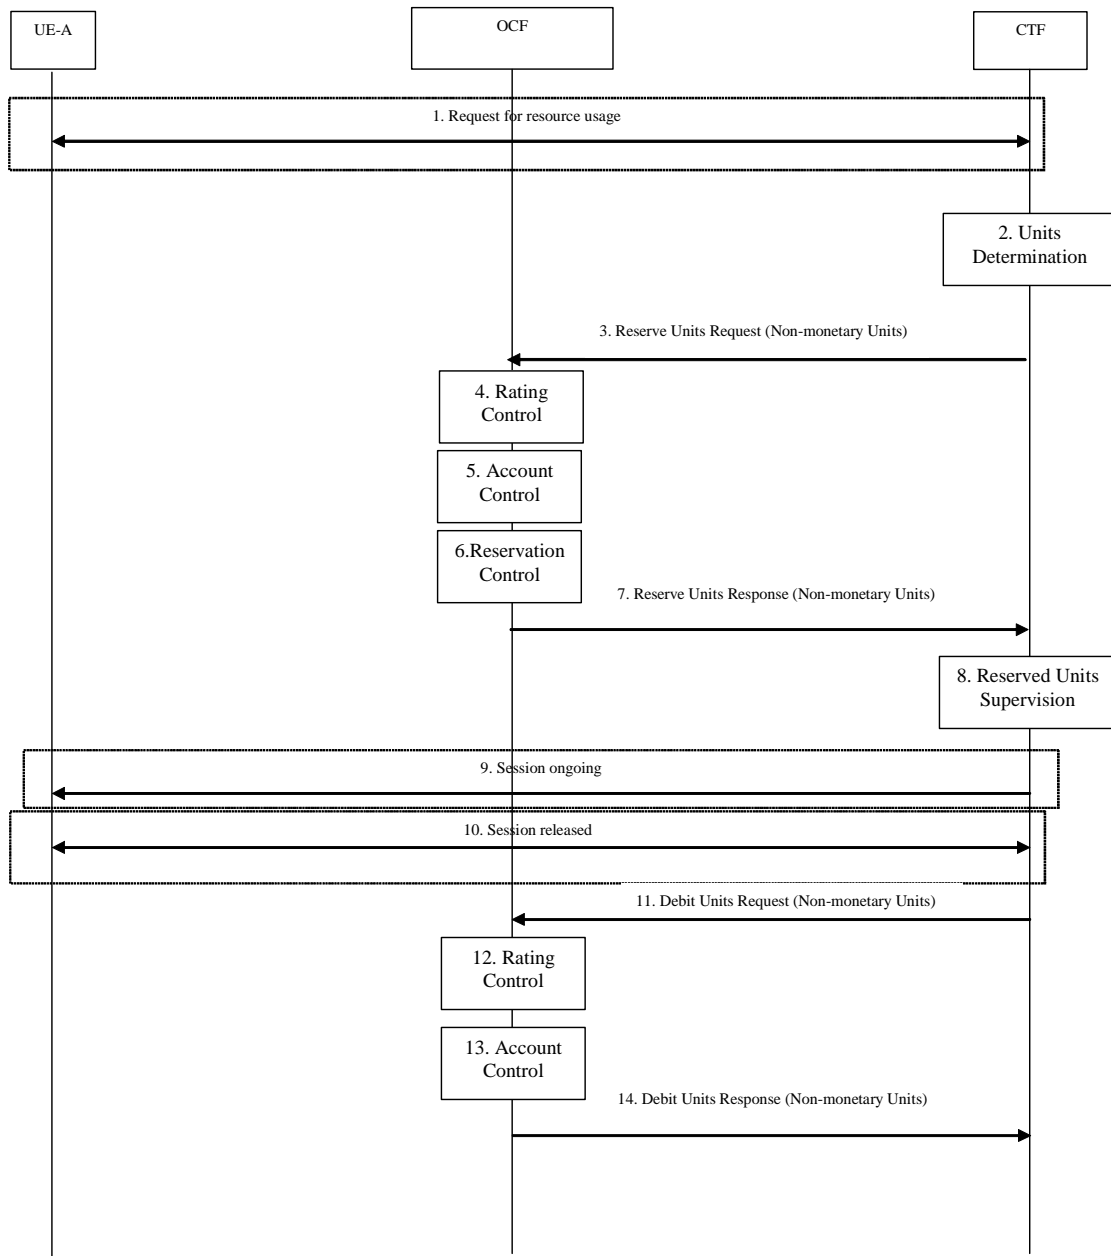 UE-A
OCF
CTF
1. Request for resource usage
2. Units
Determination
3. Reserve Units Request (Non-monetary Units)
4. Rating
Control
5. Account
Control
6.Reservation
Control
7. Reserve Units Response (Non-monetary Units)
8. Reserved Units
Supervision
9. Session ongoing
10. Session released
11. Debit Units Request (Non-monetary Units)
12. Rating
Control
13. Account
Control
14. Debit Units Response (Non-monetary Units)